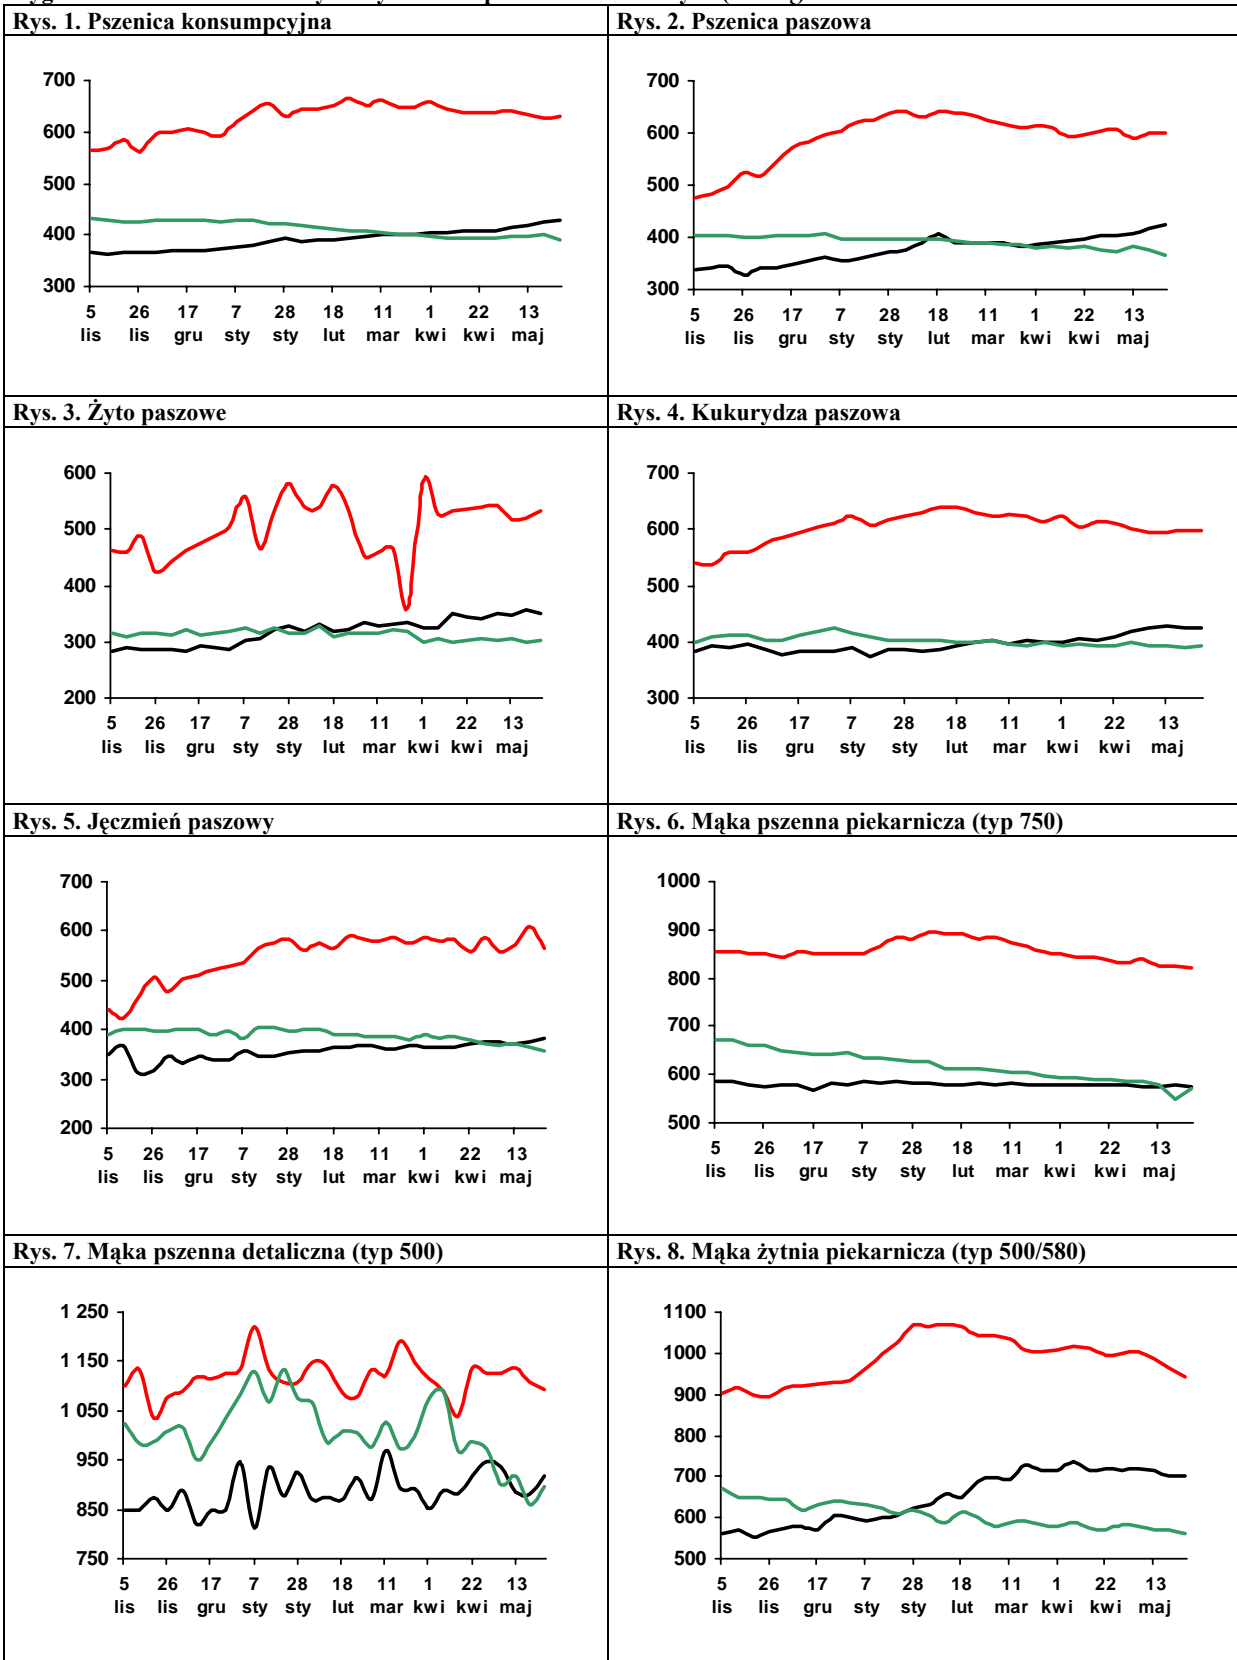 Rys. 1. Pszenica konsumpcyjna
700
600
500
400
300
5 26 17 7 28 18 11 1 22 13
lis lis gru sty sty lut mar kwi kwi maj
Rys. 2. Pszenica paszowa
700
600
500
400
300
5 26 17 7 28 18 11 1 22 13
lis lis gru sty sty lut mar kwi kwi maj
Rys. 3. Żyto paszowe
600
500
400
300
200
5 26 17 7 28 18 11 1 22 13
lis lis gru sty sty lut mar kwi kwi maj
Rys. 4. Kukurydza paszowa
700
600
500
400
300
5 26 17 7 28 18 11 1 22 13
lis lis gru sty sty lut mar kwi kwi maj
Rys. 5. Jęczmień paszowy
700
600
500
400
300
200
5 26 17 7 28 18 11 1 22 13
lis lis gru sty sty lut mar kwi kwi maj
Rys. 6. Mąka pszenna piekarnicza (typ 750)
1000
900
800
700
600
500
5 26 17 7 28 18 11 1 22 13
lis lis gru sty sty lut mar kwi kwi maj
Rys. 7. Mąka pszenna detaliczna (typ 500)
1 250
1 150
1 050
950
850
750
5 26 17 7 28 18 11 1 22 13
lis lis gru sty sty lut mar kwi kwi maj
Rys. 8. Mąka żytnia piekarnicza (typ 500/580)
1100
1000
900
800
700
600
500
5 26 17 7 28 18 11 1 22 13
lis lis gru sty sty lut mar kwi kwi maj